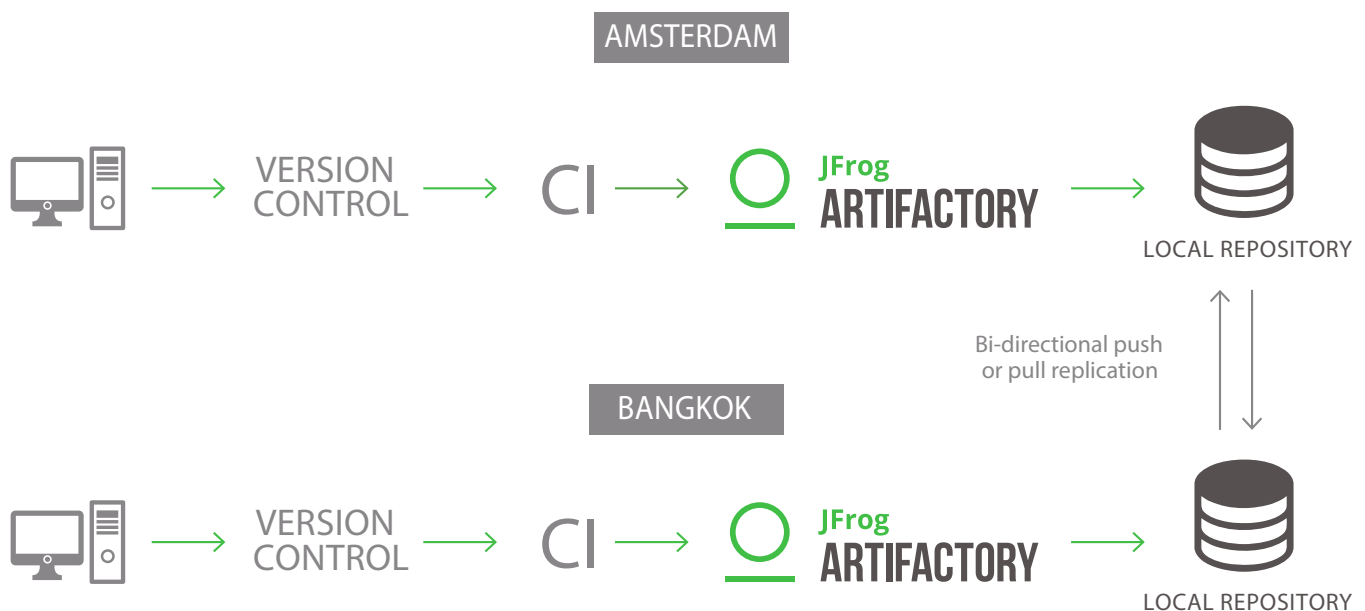 AMSTERDAM
VERSION
CONTROL
CI
JFrog
ARTIFACTORY
LOCAL REPOSITORY
Bi-directional push
or pull replication
BANGKOK
VERSION
CONTROL
CI
JFrog
ARTIFACTORY
LOCAL REPOSITORY